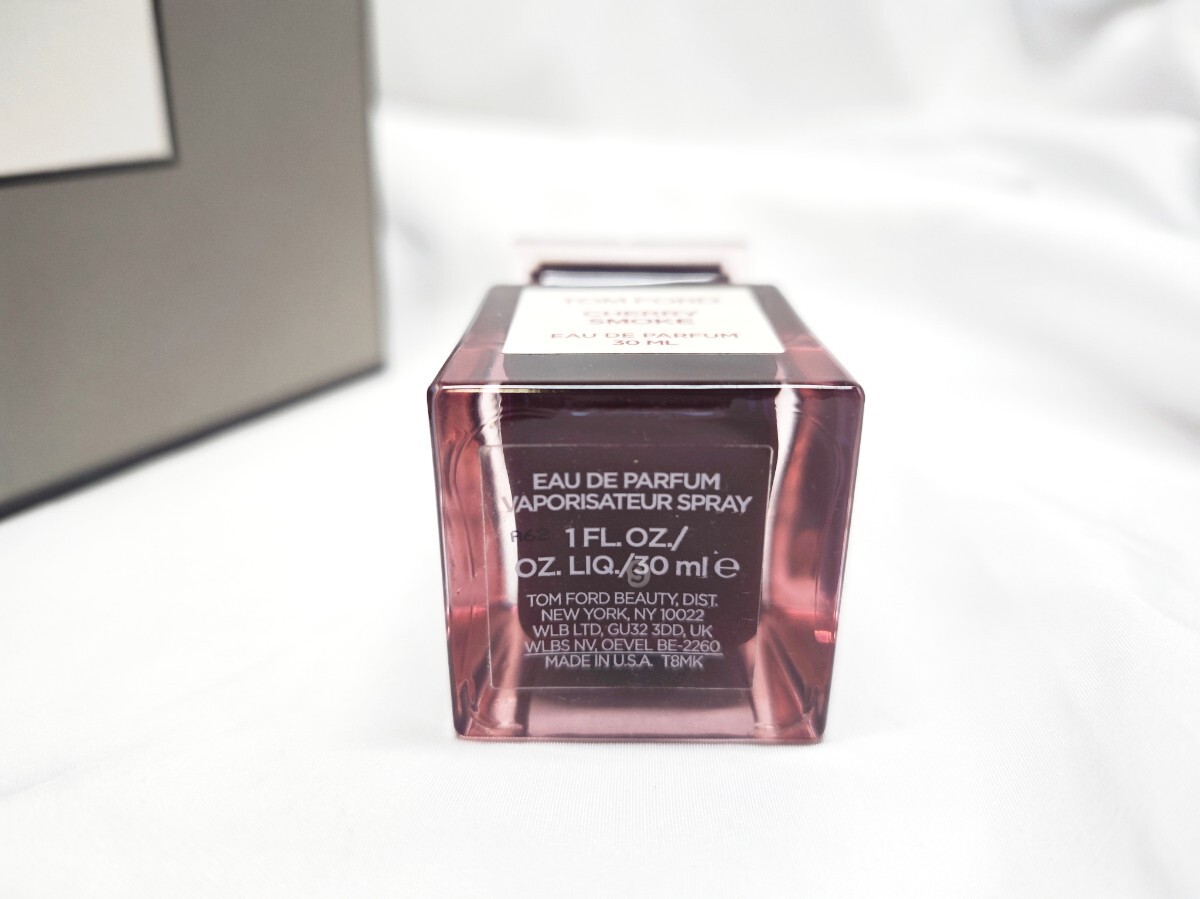 TOM FORD
CHERRY
SMOKE
EAU DE PARFUM
30 ML
EAU DE PARFUM
VAPORISATEUR SPRAY
A62
1 FL. OZ./
OZ. LIQ./30 ml ℮
TOM FORD BEAUTY, DIST.
NEW YORK, NY 10022
WLB LTD, GU32 3DD, UK
WLBS NV, OEVEL BE-2260
MADE IN U.S.A. T8MK